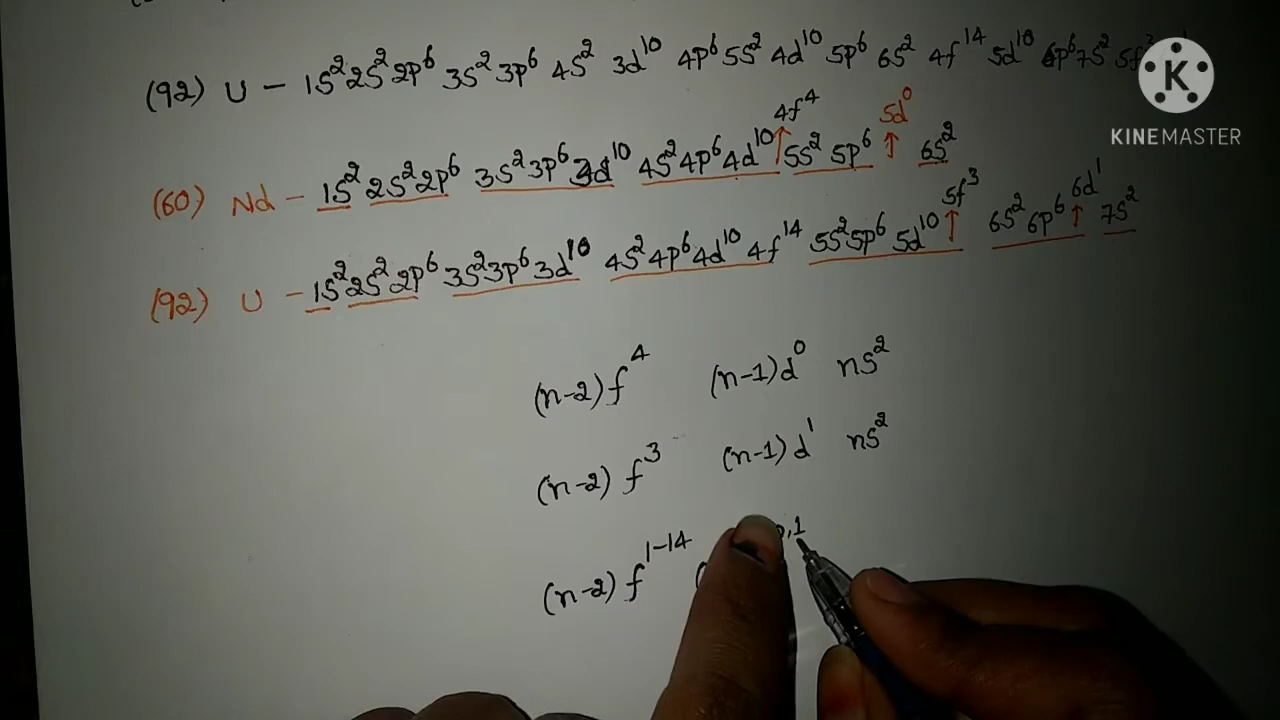 (92) U - 1S² 2S² 2p⁶ 3S² 3p⁶ 4S² 3d¹⁰ 4p⁶ 5S² 4d¹⁰ 5p⁶ 6S² 4f¹⁴ 5d¹⁰ 6p⁶ 7S² 5f³
K
KINEMASTER
4f⁴ 5d⁰
(60) Nd - 1S² 2S² 2p⁶ 3S² 3p⁶ 3d¹⁰ 4S² 4p⁶ 4d¹⁰ ↑ 5S² 5p⁶ ↑ 6S²
5f³ 6d¹
(92) U - 1S² 2S² 2p⁶ 3S² 3p⁶ 3d¹⁰ 4S² 4p⁶ 4d¹⁰ 4f¹⁴ 5S² 5p⁶ 5d¹⁰ ↑ 6S² 6p⁶ ↑ 7S²
(n-2) f⁴ (n-1) d⁰ nS²
(n-2) f³ (n-1) d¹ nS²
(n-2) f¹⁻¹⁴ ( ,1